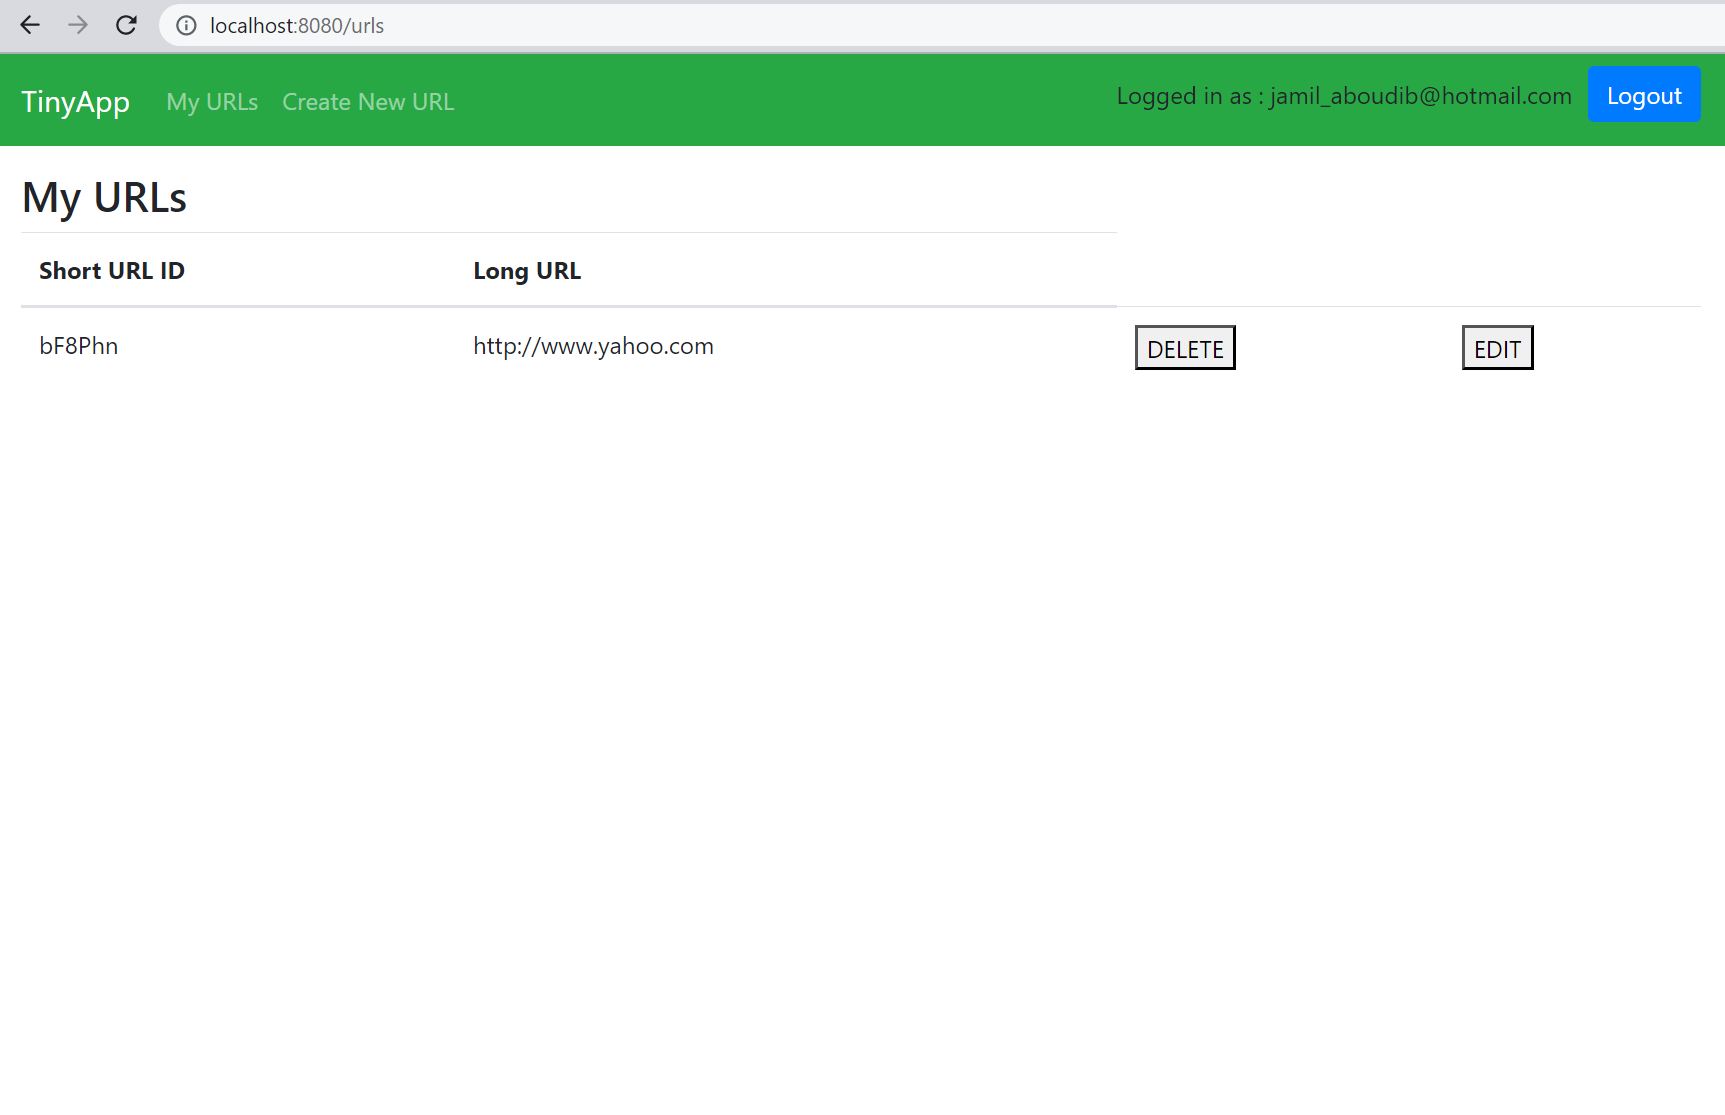 localhost:8080/urls
TinyApp My URLs Create New URL Logged in as : jamil_aboudib@hotmail.com Logout
My URLs
Short URL ID Long URL
bF8Phn http://www.yahoo.com DELETE EDIT